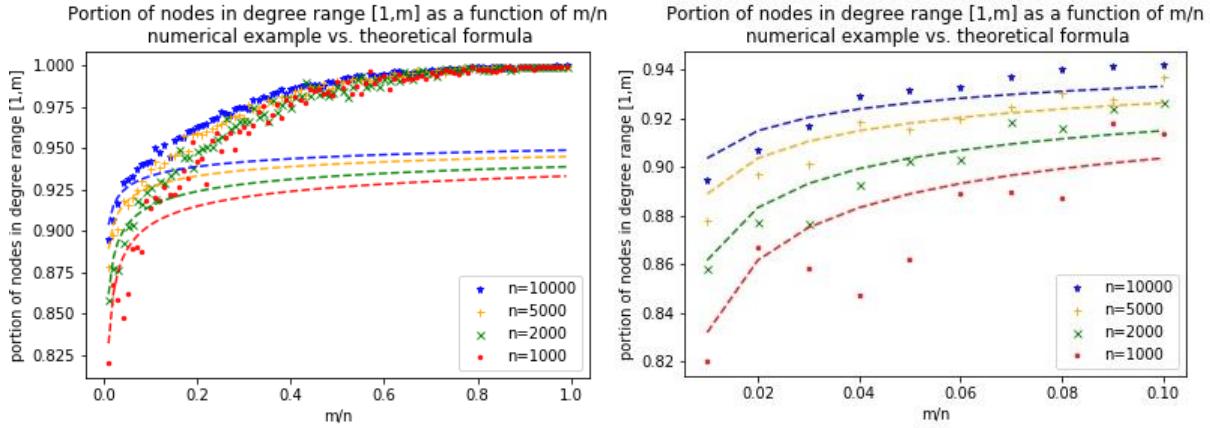 Portion of nodes in degree range [1,m] as a function of m/n
numerical example vs. theoretical formula
portion of nodes in degree range [1,m]
1.000
0.975
0.950
0.925
0.900
0.875
0.850
0.825
n=10000
n=5000
n=2000
n=1000
0.0 0.2 0.4 0.6 0.8 1.0
m/n
Portion of nodes in degree range [1,m] as a function of m/n
numerical example vs. theoretical formula
portion of nodes in degree range [1,m]
0.94
0.92
0.90
0.88
0.86
0.84
0.82
n=10000
n=5000
n=2000
n=1000
0.02 0.04 0.06 0.08 0.10
m/n